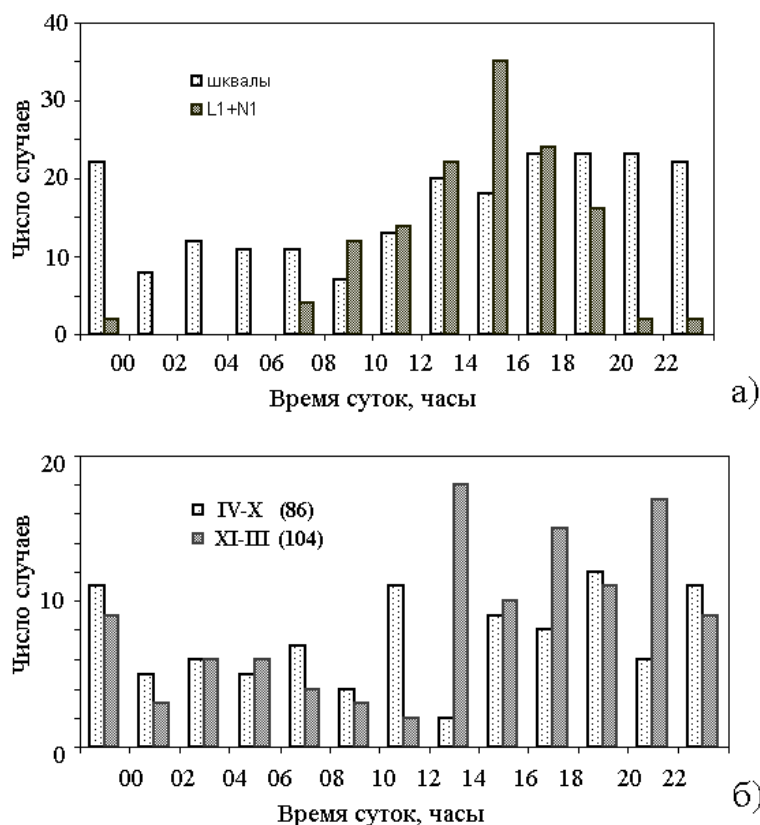 40
30
20
10
0
Число случаев
шквалы
L1+N1
00 02 04 06 08 10 12 14 16 18 20 22
Время суток, часы
а)
20
10
0
Число случаев
IV-X (86)
XI-III (104)
00 02 04 06 08 10 12 14 16 18 20 22
Время суток, часы
б)